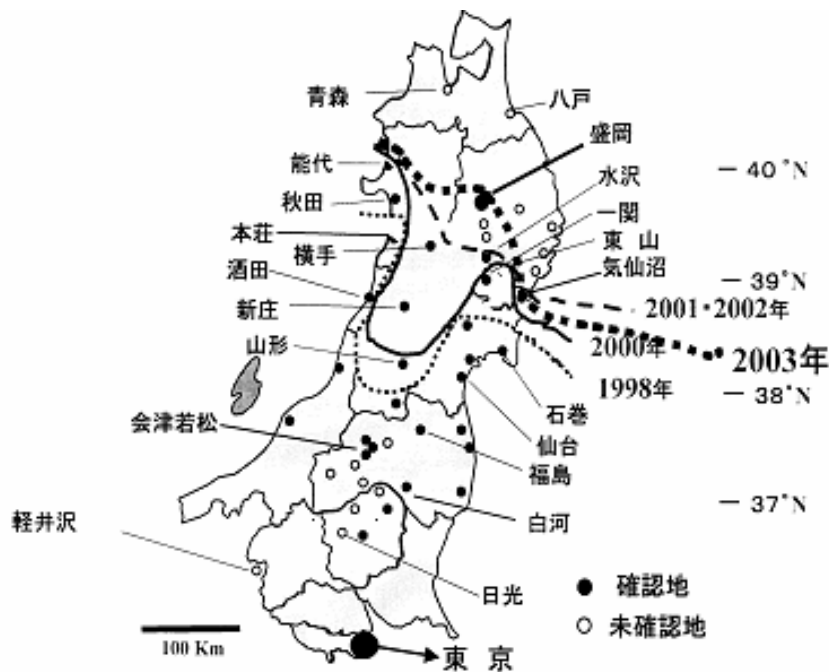 青森
八戸
盛岡
能代
水沢
― 40°N
秋田
一関
本荘
横手
東 山
酒田
気仙沼
― 39°N
新庄
2001・2002年
山形
2000年
2003年
1998年
― 38°N
石巻
会津若松
仙台
福島
― 37°N
白河
軽井沢
日光
● 確認地
○ 未確認地
100 Km
東 京